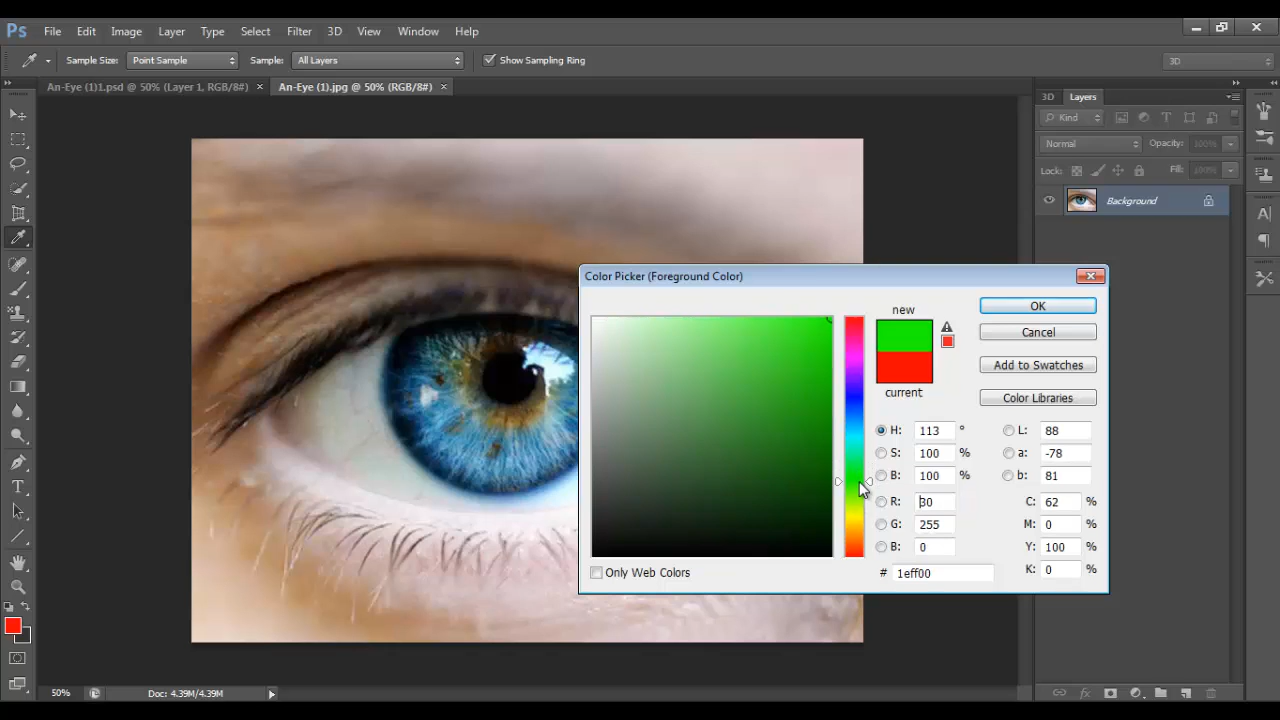 Ps File Edit Image Layer Type Select Filter 3D View Window Help
Sample Size: Point Sample Sample: All Layers Show Sampling Ring 3D
An-Eye (1)1.psd @ 50% (Layer 1, RGB/8#) × An-Eye (1).jpg @ 50% (RGB/8#) ×
3D Layers
Kind
Normal Opacity: 100%
Lock: Fill: 100%
Background
Color Picker (Foreground Color)
new
current
OK
Cancel
Add to Swatches
Color Libraries
H: 113 ° L: 88
S: 100 % a: -78
B: 100 % b: 81
R: 30 C: 62 %
G: 255 M: 0 %
B: 0 Y: 100 %
# 1eff00 K: 0 %
Only Web Colors
50% Doc: 4.39M/4.39M